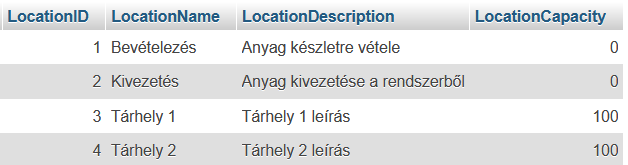 LocationID LocationName LocationDescription LocationCapacity
1 Bevételezés Anyag készletre vétele 0
2 Kivezetés Anyag kivezetése a rendszerből 0
3 Tárhely 1 Tárhely 1 leírás 100
4 Tárhely 2 Tárhely 2 leírás 100